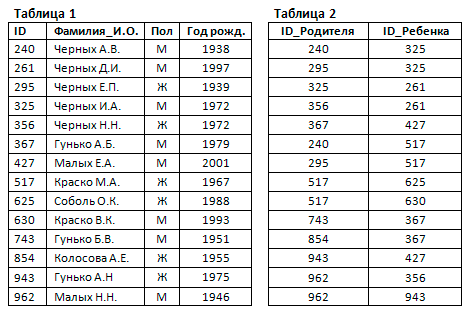 Таблица 1 Таблица 2
ID Фамилия_И.О. Пол Год рожд. ID_Родителя ID_Ребенка
240 Черных А.В. М 1938 240 325
261 Черных Д.И. М 1997 295 325
295 Черных Е.П. Ж 1939 325 261
325 Черных И.А. М 1972 356 261
356 Черных Н.Н. Ж 1972 367 427
367 Гунько А.Б. М 1979 240 517
427 Малых Е.А. М 2001 295 517
517 Краско М.А. Ж 1967 517 625
625 Соболь О.К. Ж 1988 517 630
630 Краско В.К. М 1993 743 367
743 Гунько Б.В. М 1951 854 367
854 Колосова А.Е. Ж 1955 943 427
943 Гунько А.Н Ж 1975 962 356
962 Малых Н.Н. М 1946 962 943